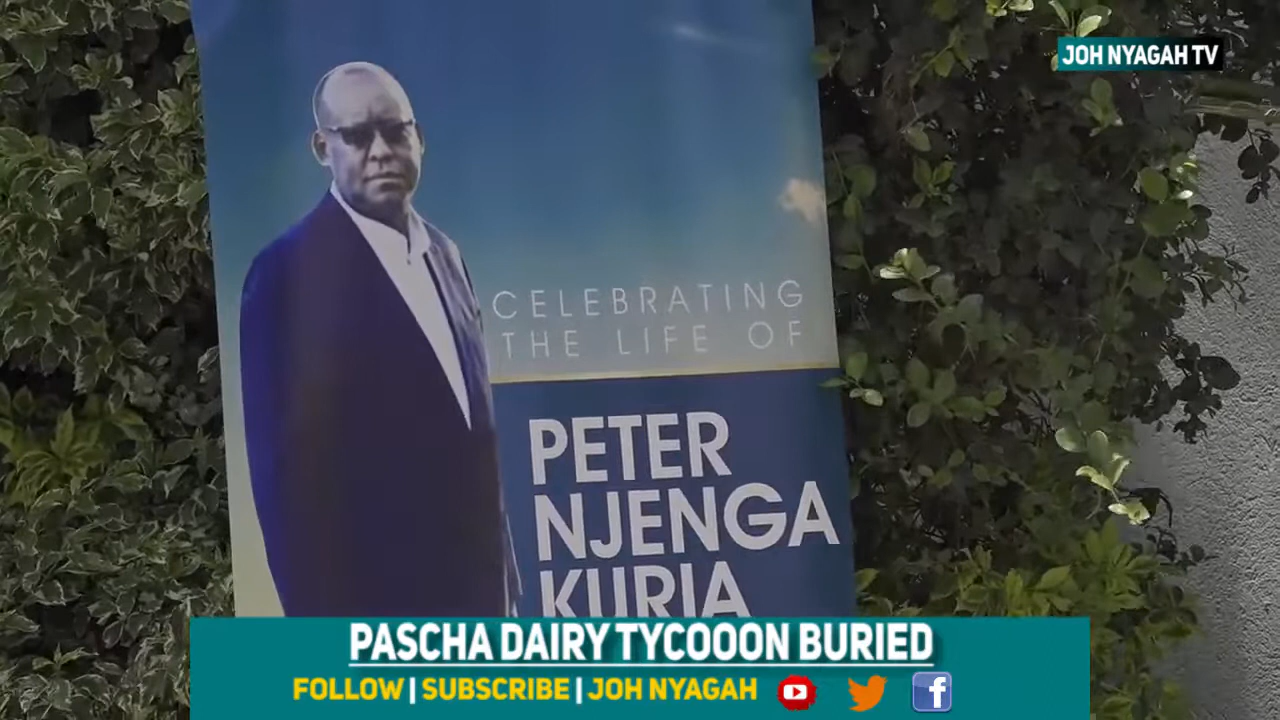 JOH NYAGAH TV
CELEBRATING
THE LIFE OF
PETER
NJENGA
KURIA
PASCHA DAIRY TYCOOON BURIED
FOLLOW | SUBSCRIBE | JOH NYAGAH